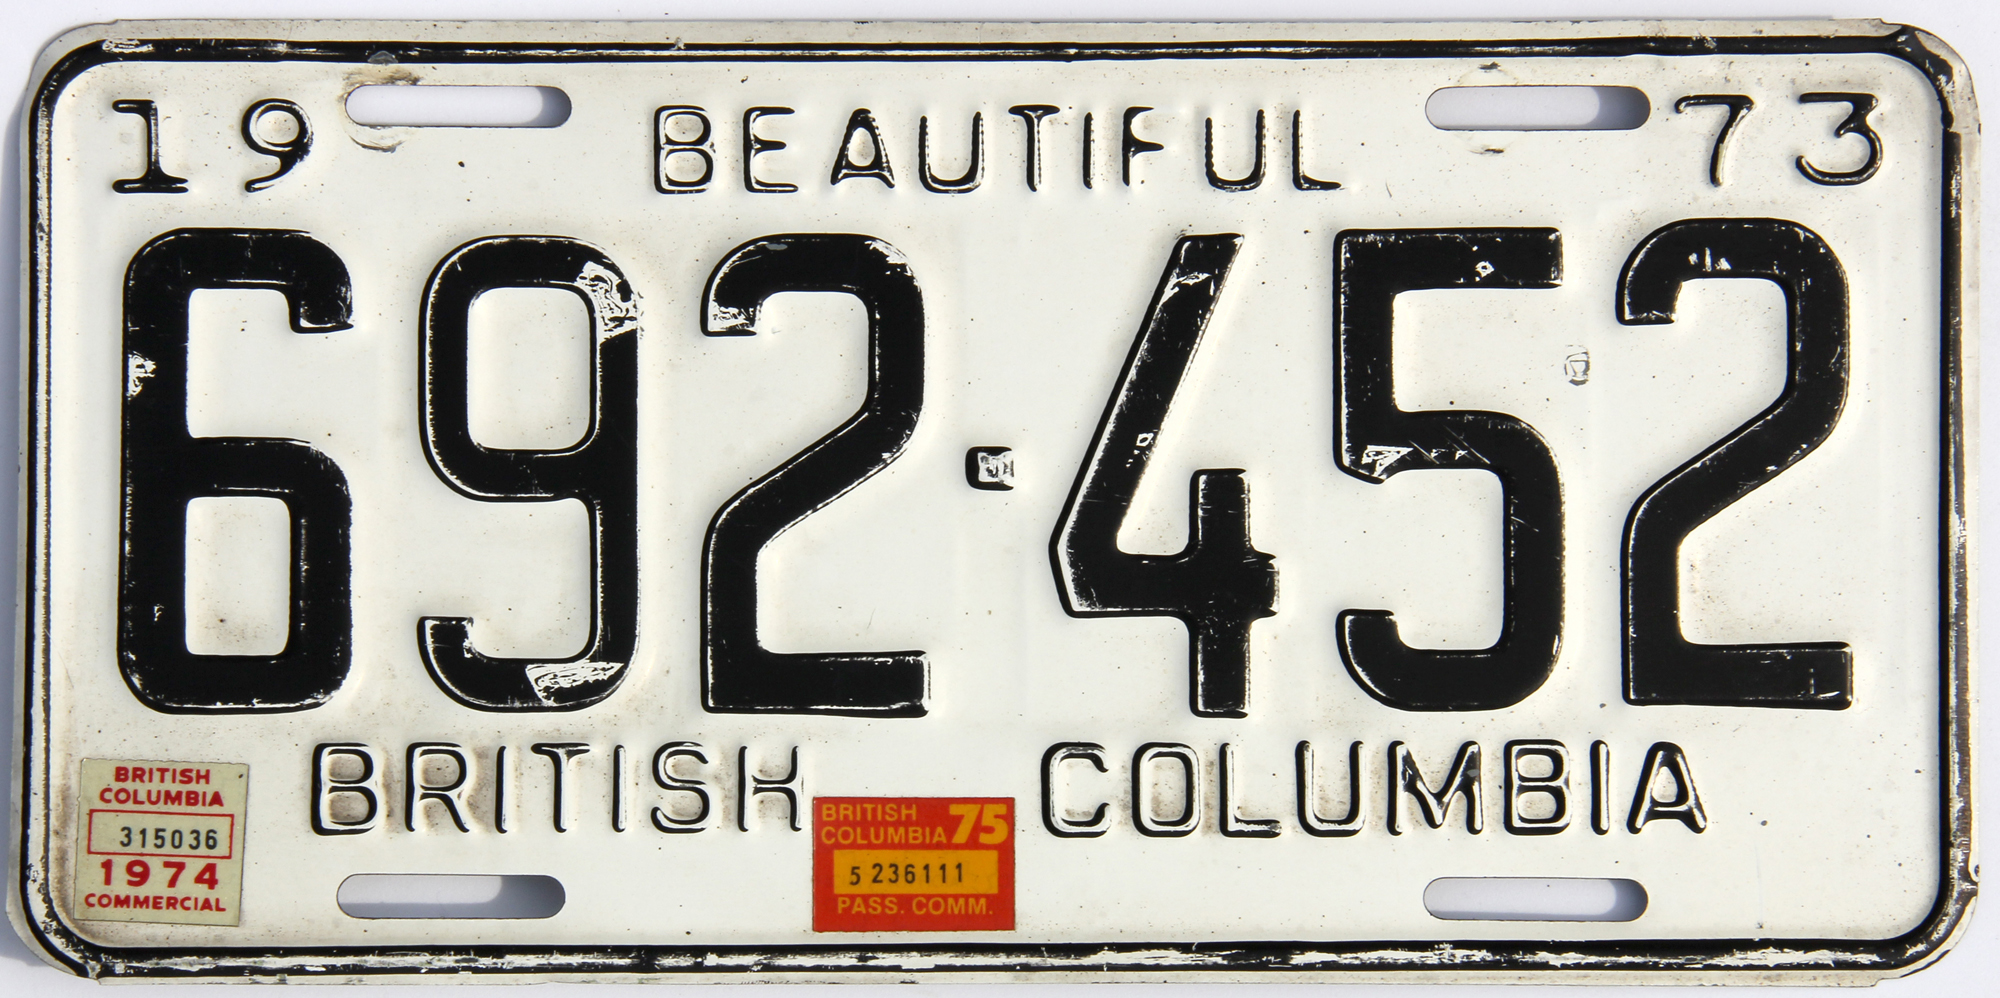 19 BEAUTIFUL 73
692-452
BRITISH COLUMBIA
BRITISH
COLUMBIA
315036
1974
COMMERCIAL
BRITISH
COLUMBIA 75
5 236111
PASS. COMM.